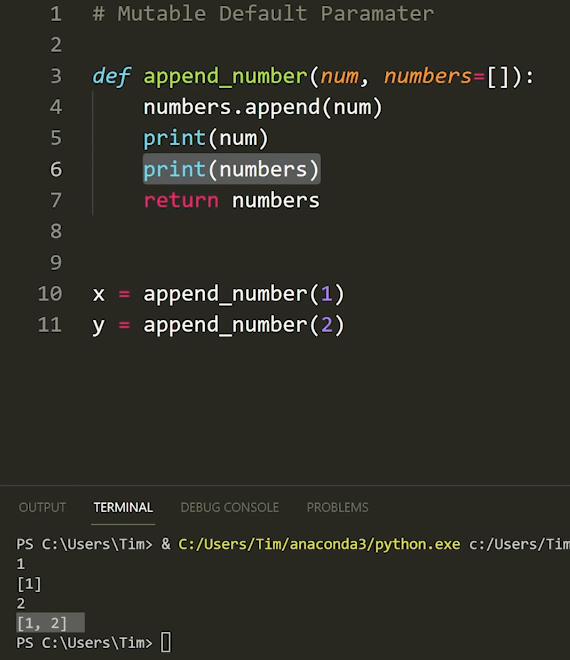 1 # Mutable Default Paramater
2
3 def append_number(num, numbers=[]):
4 numbers.append(num)
5 print(num)
6 print(numbers)
7 return numbers
8
9
10 x = append_number(1)
11 y = append_number(2)
OUTPUT TERMINAL DEBUG CONSOLE PROBLEMS
PS C:\Users\Tim> & C:/Users/Tim/anaconda3/python.exe c:/Users/Tim
1
[1]
2
[1, 2]
PS C:\Users\Tim>